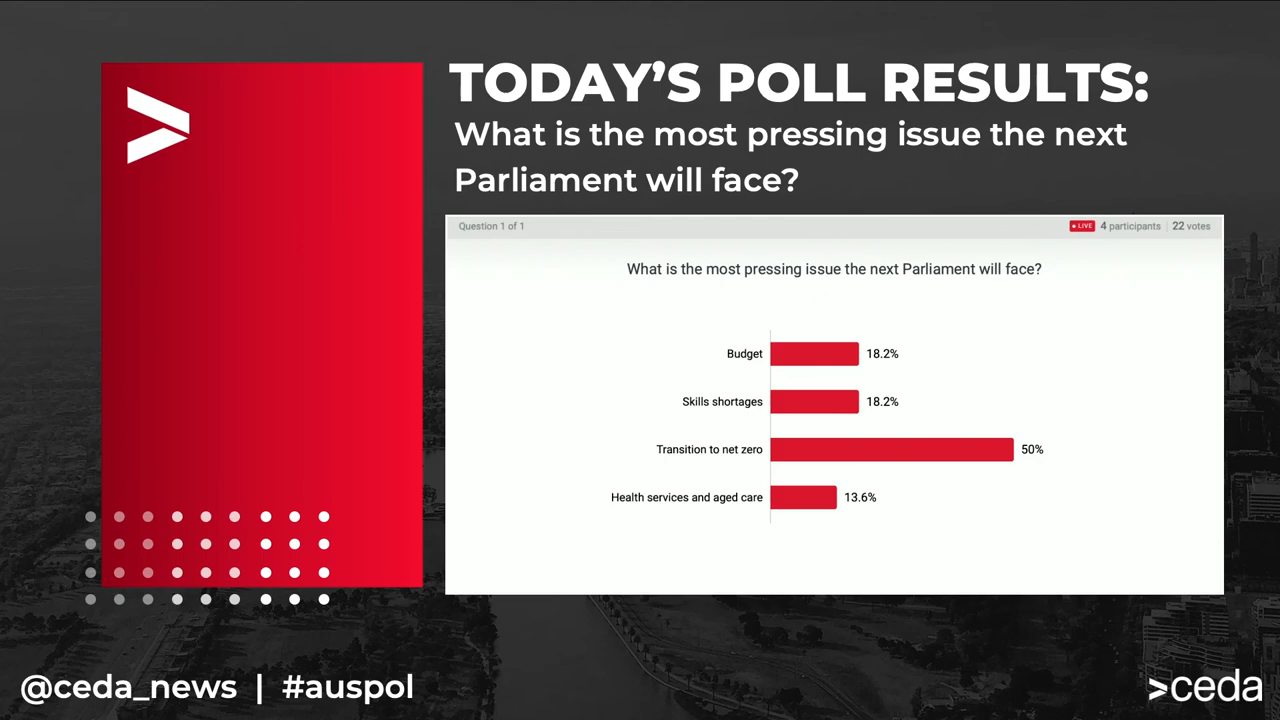 TODAY’S POLL RESULTS:
What is the most pressing issue the next
Parliament will face?
Question 1 of 1
LIVE 4 participants | 22 votes
What is the most pressing issue the next Parliament will face?
Budget 18.2%
Skills shortages 18.2%
Transition to net zero 50%
Health services and aged care 13.6%
@ceda_news | #auspol
>ceda